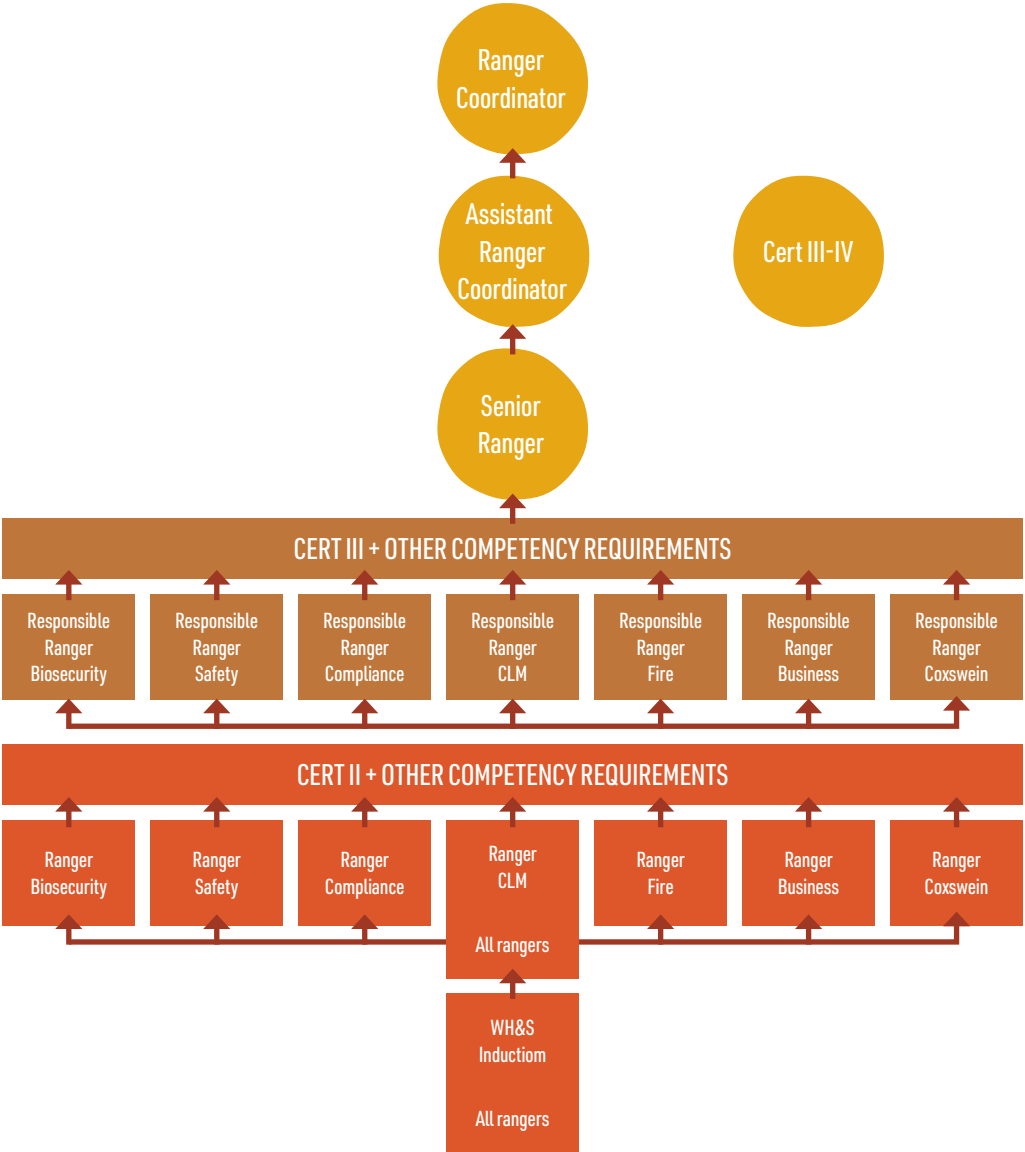 Ranger
Coordinator
Assistant
Ranger
Coordinator
Cert III-IV
Senior
Ranger
CERT III + OTHER COMPETENCY REQUIREMENTS
Responsible
Ranger
Biosecurity
Responsible
Ranger
Safety
Responsible
Ranger
Compliance
Responsible
Ranger
CLM
Responsible
Ranger
Fire
Responsible
Ranger
Business
Responsible
Ranger
Coxswein
CERT II + OTHER COMPETENCY REQUIREMENTS
Ranger
Biosecurity
Ranger
Safety
Ranger
Compliance
Ranger
CLM
All rangers
Ranger
Fire
Ranger
Business
Ranger
Coxswein
WH&S
Inductiom
All rangers